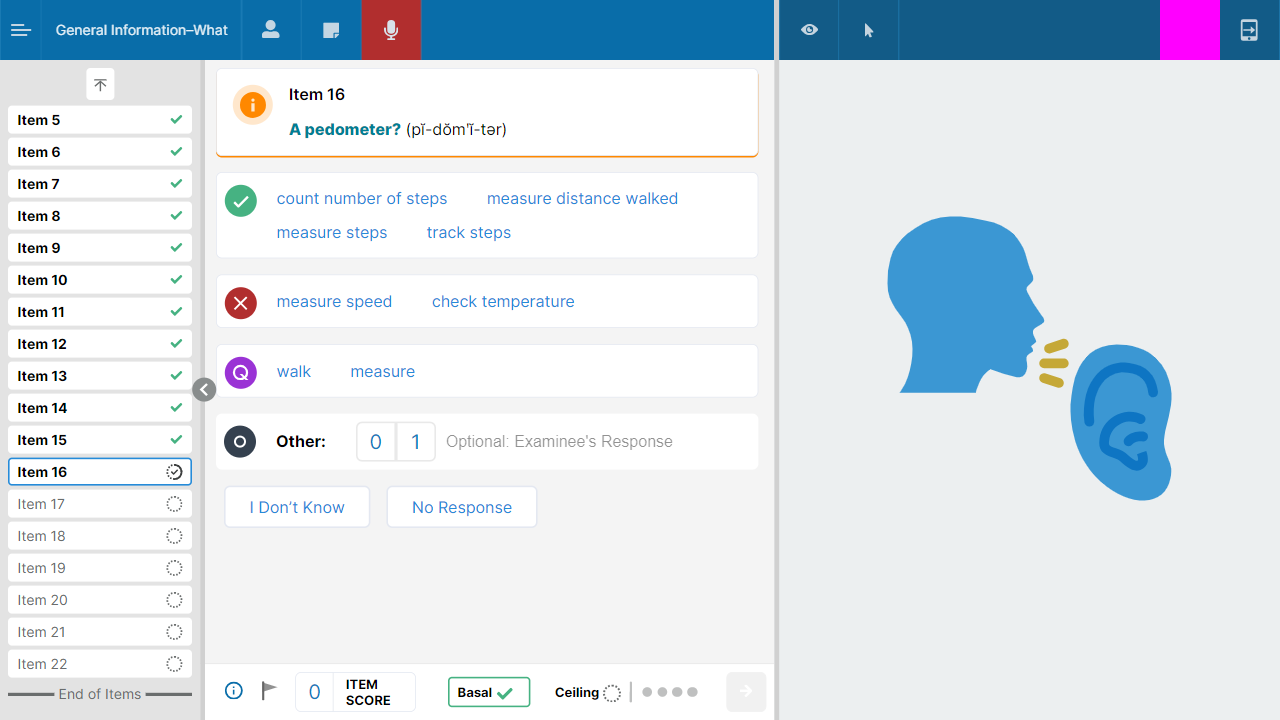 General Information–What
Item 5
Item 6
Item 7
Item 8
Item 9
Item 10
Item 11
Item 12
Item 13
Item 14
Item 15
Item 16
Item 17
Item 18
Item 19
Item 20
Item 21
Item 22
End of Items
Item 16
A pedometer? (pĭ-dŏm'ĭ-tər)
count number of steps measure distance walked
measure steps track steps
measure speed check temperature
Q walk measure
Other: 0 1 Optional: Examinee's Response
I Don't Know No Response
0 ITEM SCORE
Basal
Ceiling